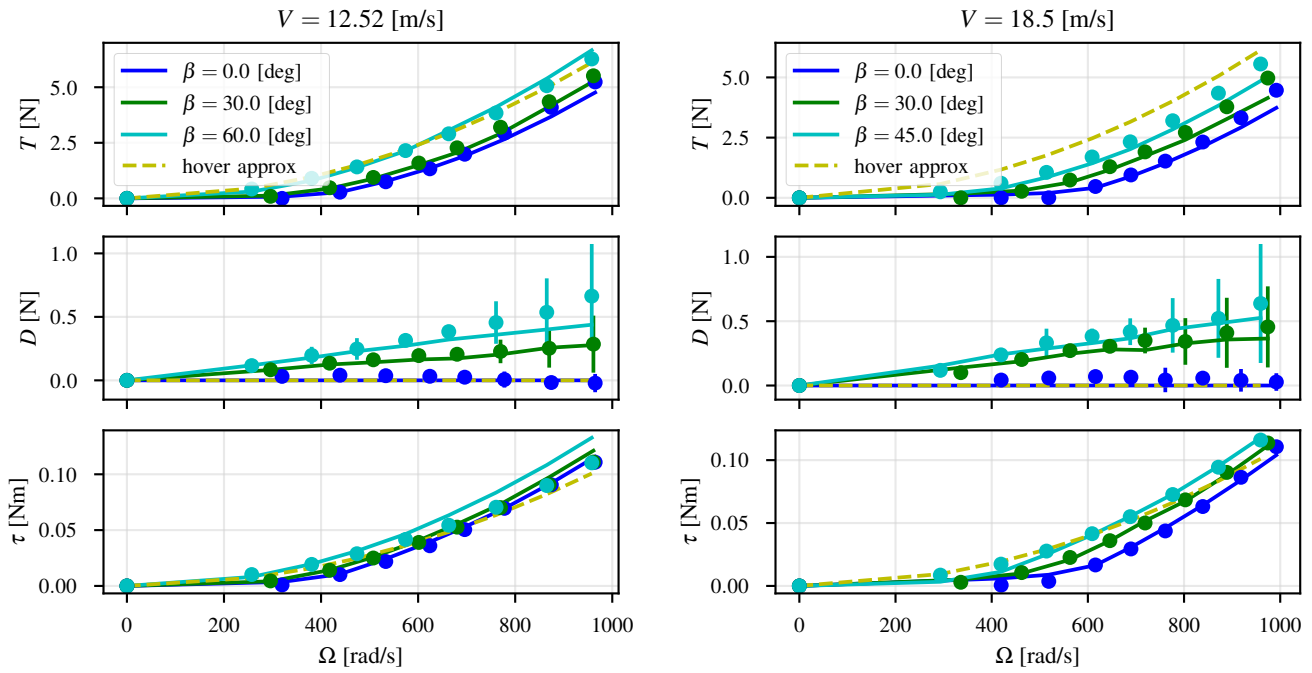 V = 12.52 [m/s]
T [N]
5.0
2.5
0.0
β = 0.0 [deg]
β = 30.0 [deg]
β = 60.0 [deg]
hover approx
D [N]
1.0
0.5
0.0
τ [Nm]
0.10
0.05
0.00
0 200 400 600 800 1000
Ω [rad/s]
V = 18.5 [m/s]
T [N]
5.0
2.5
0.0
β = 0.0 [deg]
β = 30.0 [deg]
β = 45.0 [deg]
hover approx
D [N]
1.0
0.5
0.0
τ [Nm]
0.10
0.05
0.00
0 200 400 600 800 1000
Ω [rad/s]